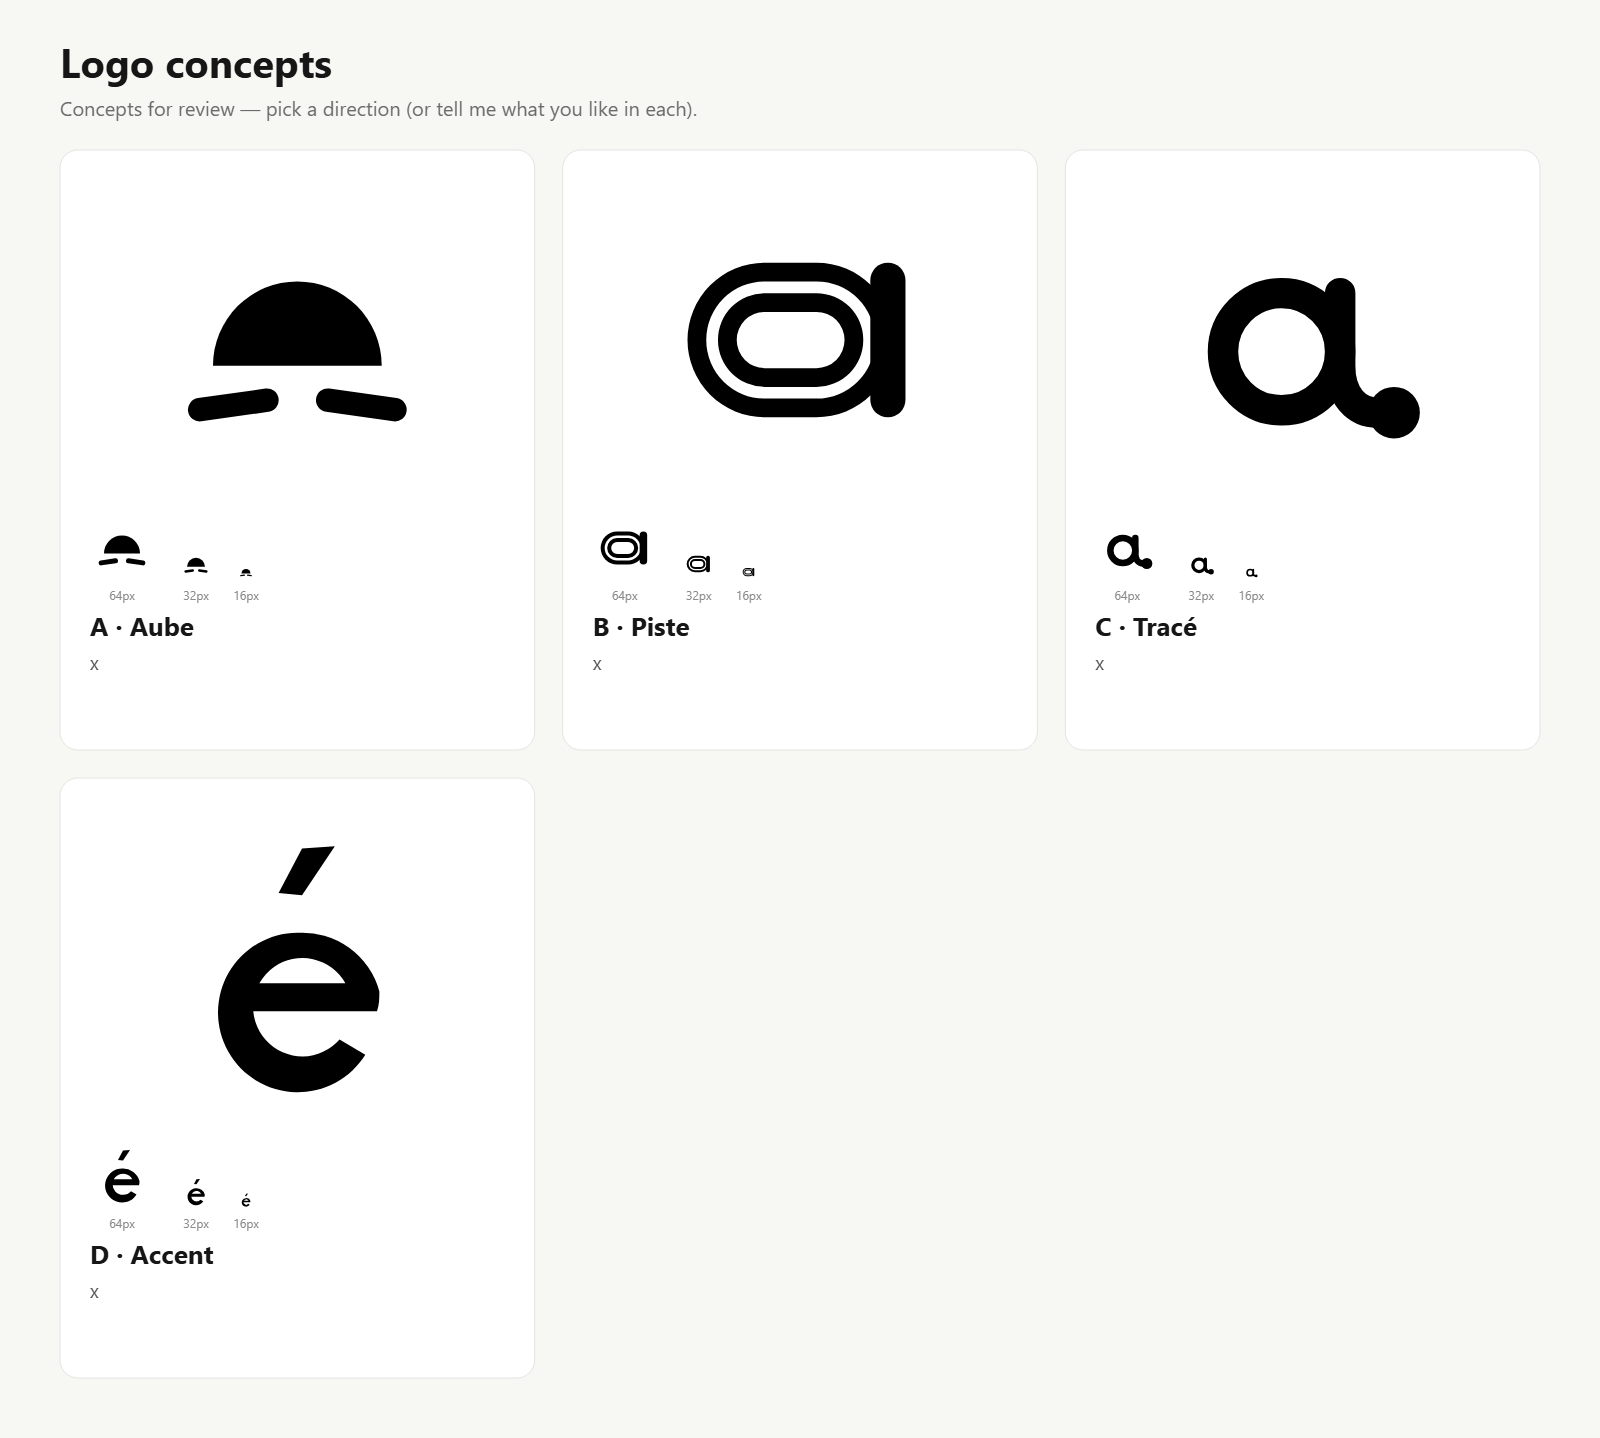 Logo concepts
Concepts for review — pick a direction (or tell me what you like in each).
a
a
64px 32px 16px
64px 32px 16px
64px 32px 16px
A · Aube
B · Piste
C · Tracé
x
x
x
é
64px 32px 16px
D · Accent
x